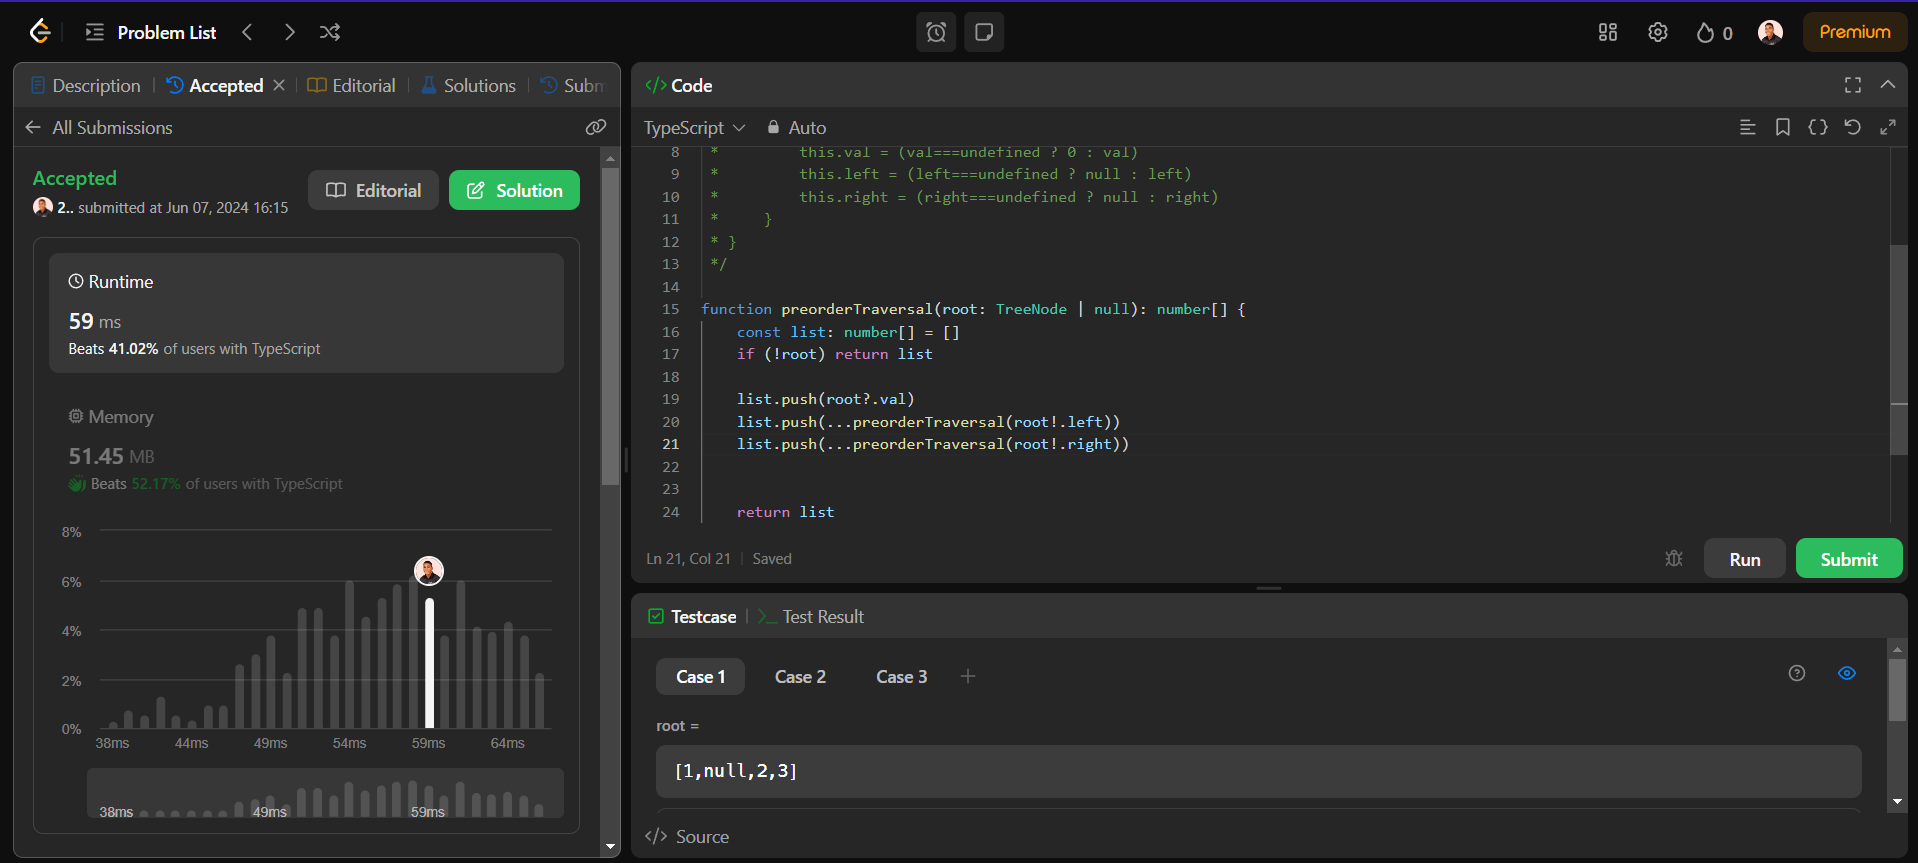 Problem List
0
Premium
Description
Accepted
Editorial
Solutions
Subm
All Submissions
Accepted
2.. submitted at Jun 07, 2024 16:15
Editorial
Solution
Runtime
59 ms
Beats 41.02% of users with TypeScript
Memory
51.45 MB
Beats 52.17% of users with TypeScript
8%
6%
4%
2%
0%
38ms 44ms 49ms 54ms 59ms 64ms
38ms 49ms 59ms
</> Code
TypeScript
Auto
8 * this.val = (val===undefined ? 0 : val)
9 * this.left = (left===undefined ? null : left)
10 * this.right = (right===undefined ? null : right)
11 * }
12 * }
13 */
14
15 function preorderTraversal(root: TreeNode | null): number[] {
16 const list: number[] = []
17 if (!root) return list
18
19 list.push(root?.val)
20 list.push(...preorderTraversal(root!.left))
21 list.push(...preorderTraversal(root!.right))
22
23
24 return list
Ln 21, Col 21
Saved
Run
Submit
Testcase
Test Result
Case 1
Case 2
Case 3
root =
[1,null,2,3]
</> Source